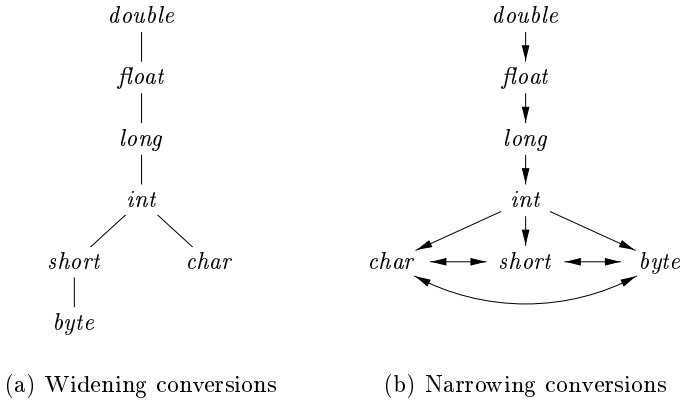 double
float
long
int
short char
byte
(a) Widening conversions
double
float
long
int
char short byte
(b) Narrowing conversions